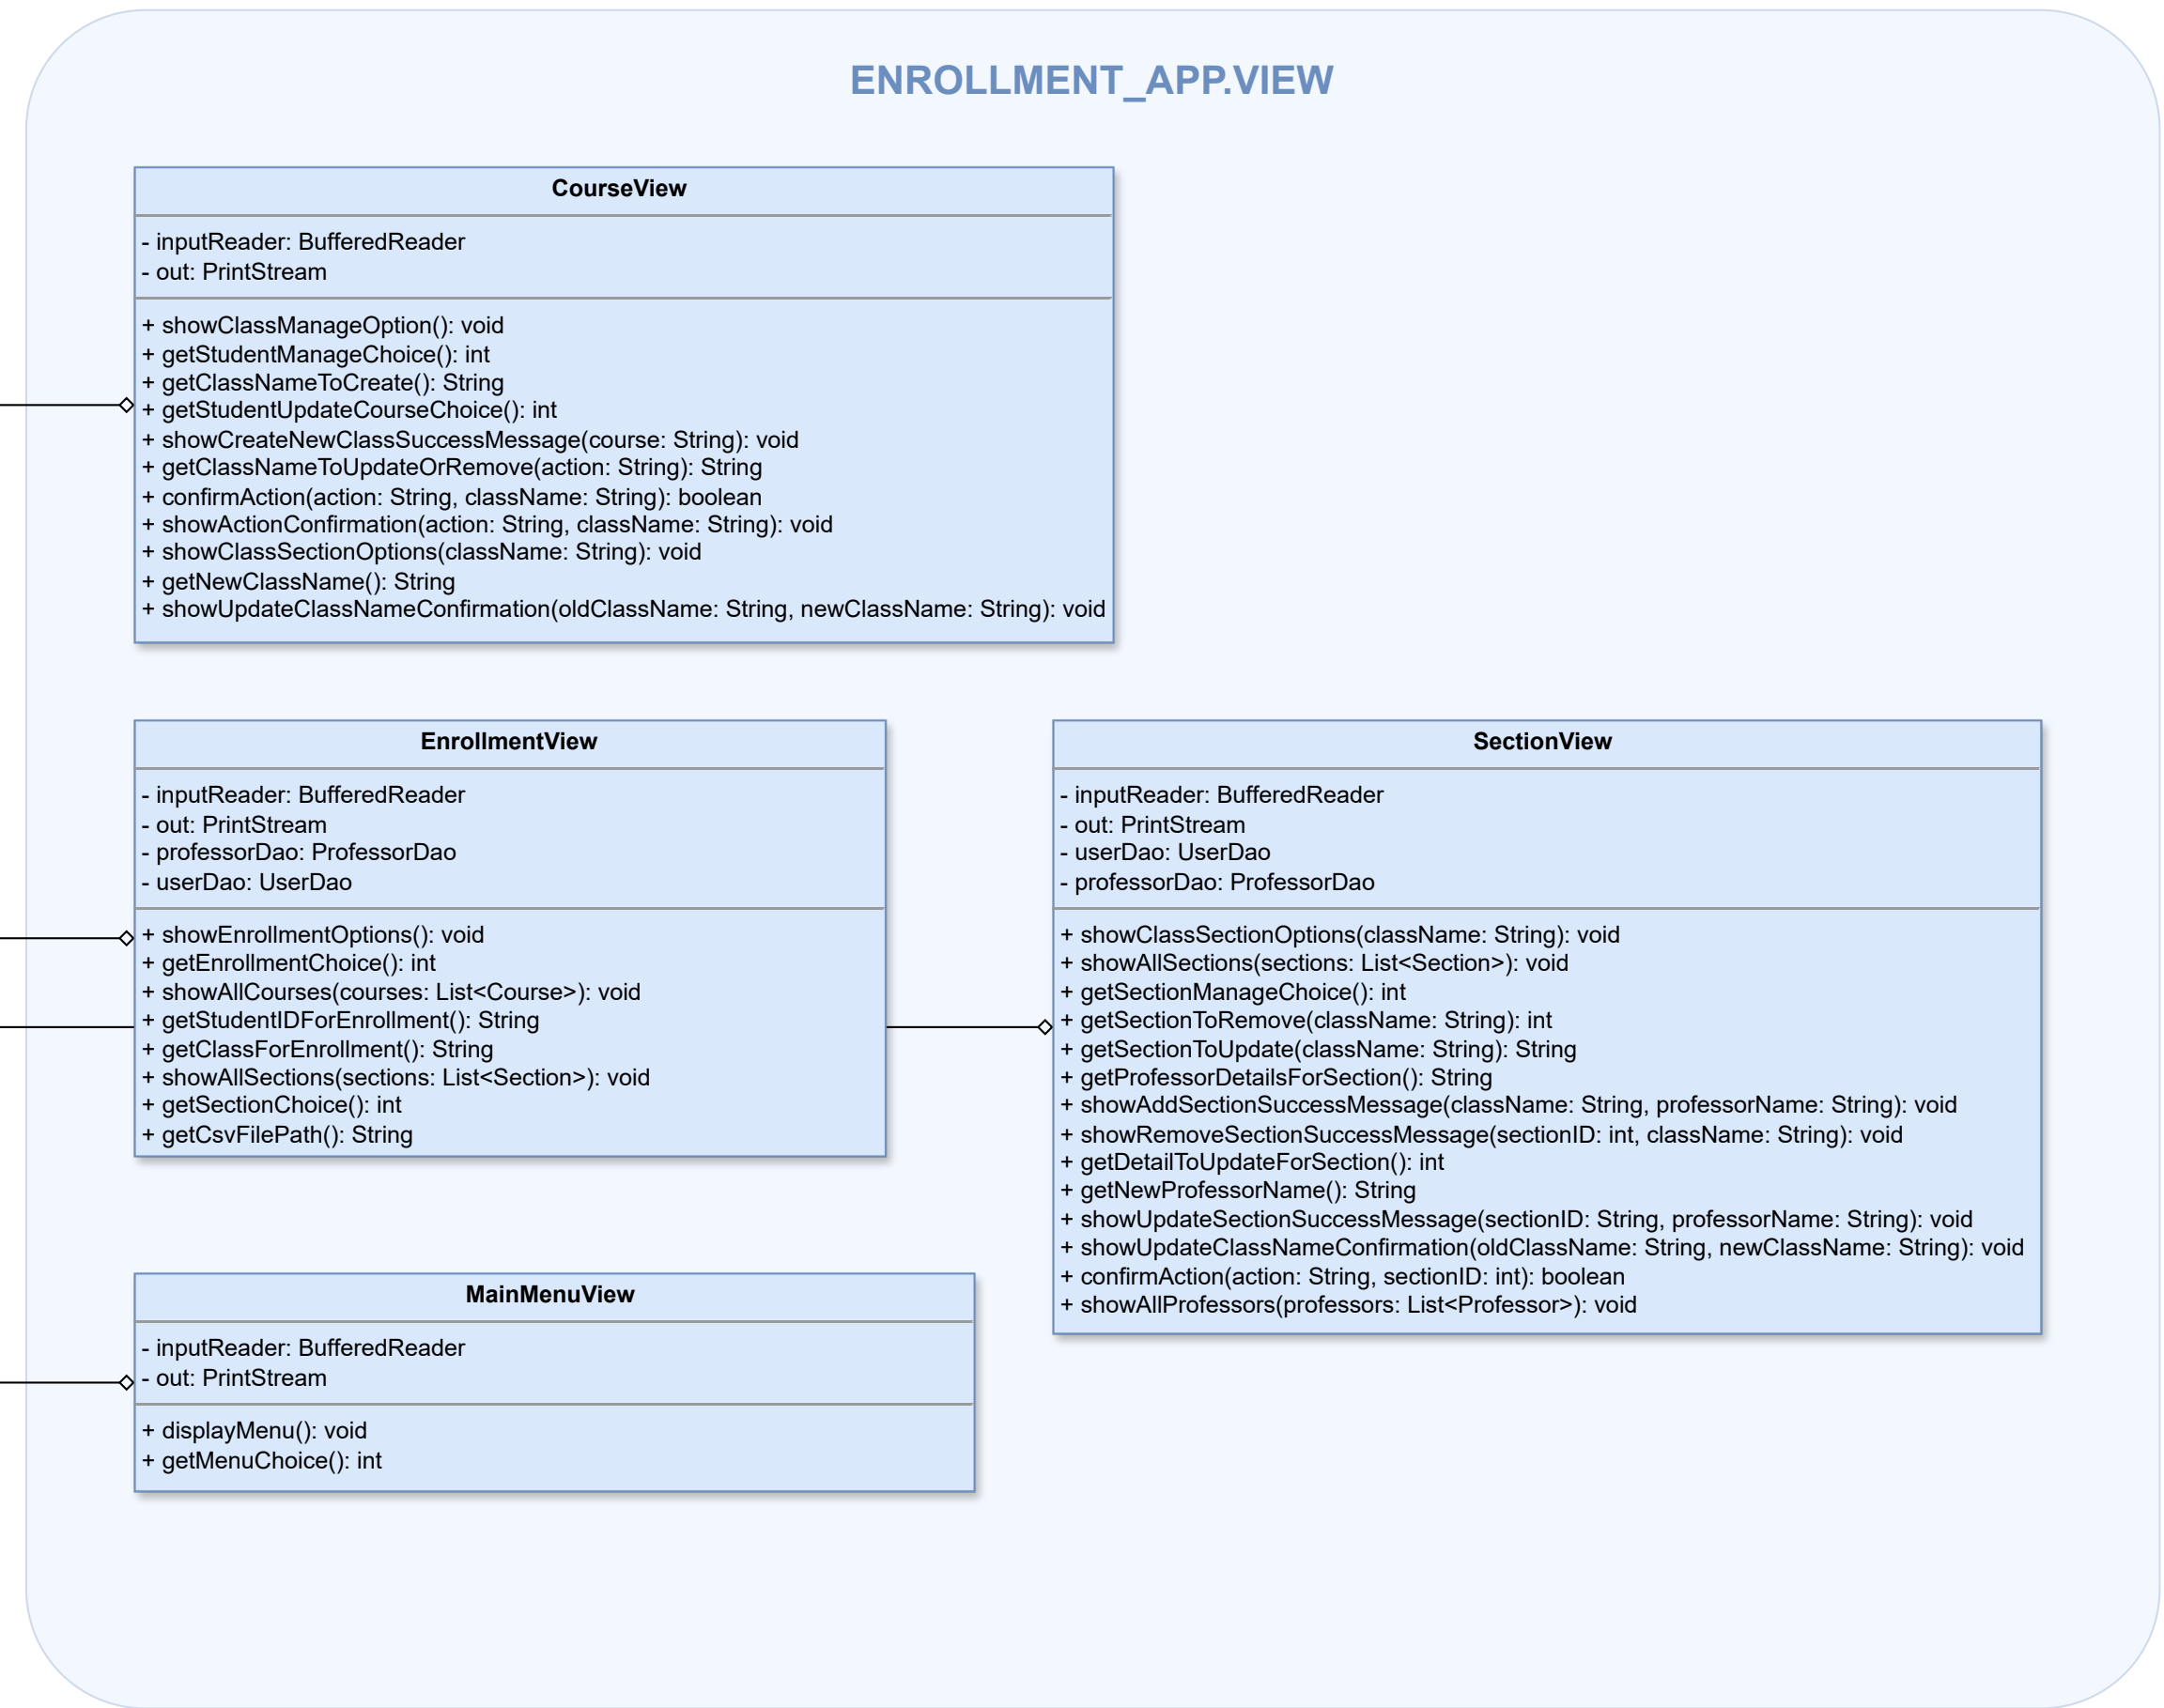 ENROLLMENT_APP.VIEW
CourseView
- inputReader: BufferedReader
- out: PrintStream
+ showClassManageOption(): void
+ getStudentManageChoice(): int
+ getClassNameToCreate(): String
+ getStudentUpdateCourseChoice(): int
+ showCreateNewClassSuccessMessage(course: String): void
+ getClassNameToUpdateOrRemove(action: String): String
+ confirmAction(action: String, className: String): boolean
+ showActionConfirmation(action: String, className: String): void
+ showClassSectionOptions(className: String): void
+ getNewClassName(): String
+ showUpdateClassNameConfirmation(oldClassName: String, newClassName: String): void
EnrollmentView
- inputReader: BufferedReader
- out: PrintStream
- professorDao: ProfessorDao
- userDao: UserDao
+ showEnrollmentOptions(): void
+ getEnrollmentChoice(): int
+ showAllCourses(courses: List<Course>): void
+ getStudentIDForEnrollment(): String
+ getClassForEnrollment(): String
+ showAllSections(sections: List<Section>): void
+ getSectionChoice(): int
+ getCsvFilePath(): String
SectionView
- inputReader: BufferedReader
- out: PrintStream
- userDao: UserDao
- professorDao: ProfessorDao
+ showClassSectionOptions(className: String): void
+ showAllSections(sections: List<Section>): void
+ getSectionManageChoice(): int
+ getSectionToRemove(className: String): int
+ getSectionToUpdate(className: String): String
+ getProfessorDetailsForSection(): String
+ showAddSectionSuccessMessage(className: String, professorName: String): void
+ showRemoveSectionSuccessMessage(sectionID: int, className: String): void
+ getDetailToUpdateForSection(): int
+ getNewProfessorName(): String
+ showUpdateSectionSuccessMessage(sectionID: String, professorName: String): void
+ showUpdateClassNameConfirmation(oldClassName: String, newClassName: String): void
+ confirmAction(action: String, sectionID: int): boolean
+ showAllProfessors(professors: List<Professor>): void
MainMenuView
- inputReader: BufferedReader
- out: PrintStream
+ displayMenu(): void
+ getMenuChoice(): int